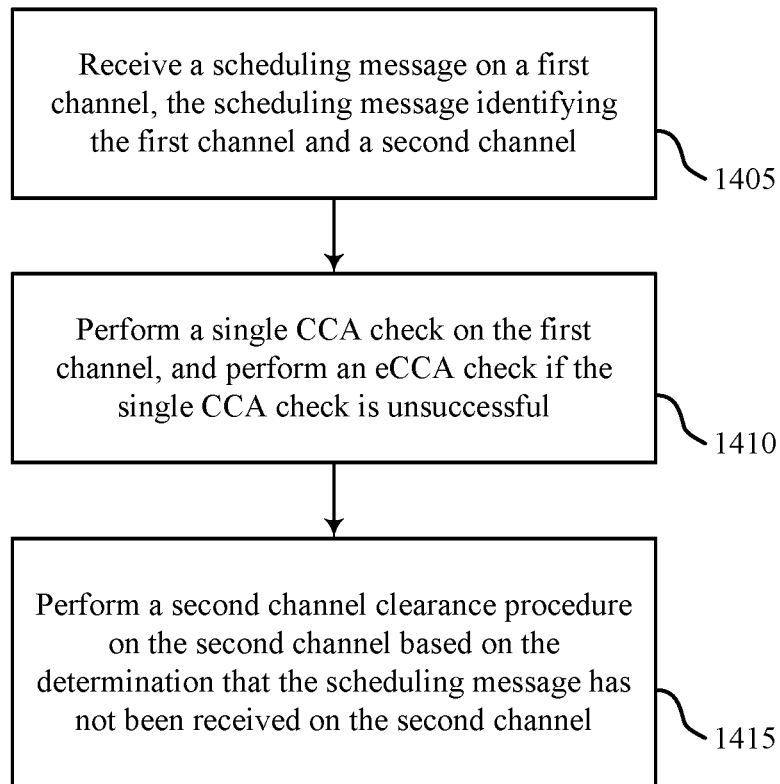 Receive a scheduling message on a first
channel, the scheduling message identifying
the first channel and a second channel
1405
Perform a single CCA check on the first
channel, and perform an eCCA check if the
single CCA check is unsuccessful
1410
Perform a second channel clearance procedure
on the second channel based on the
determination that the scheduling message has
not been received on the second channel
1415